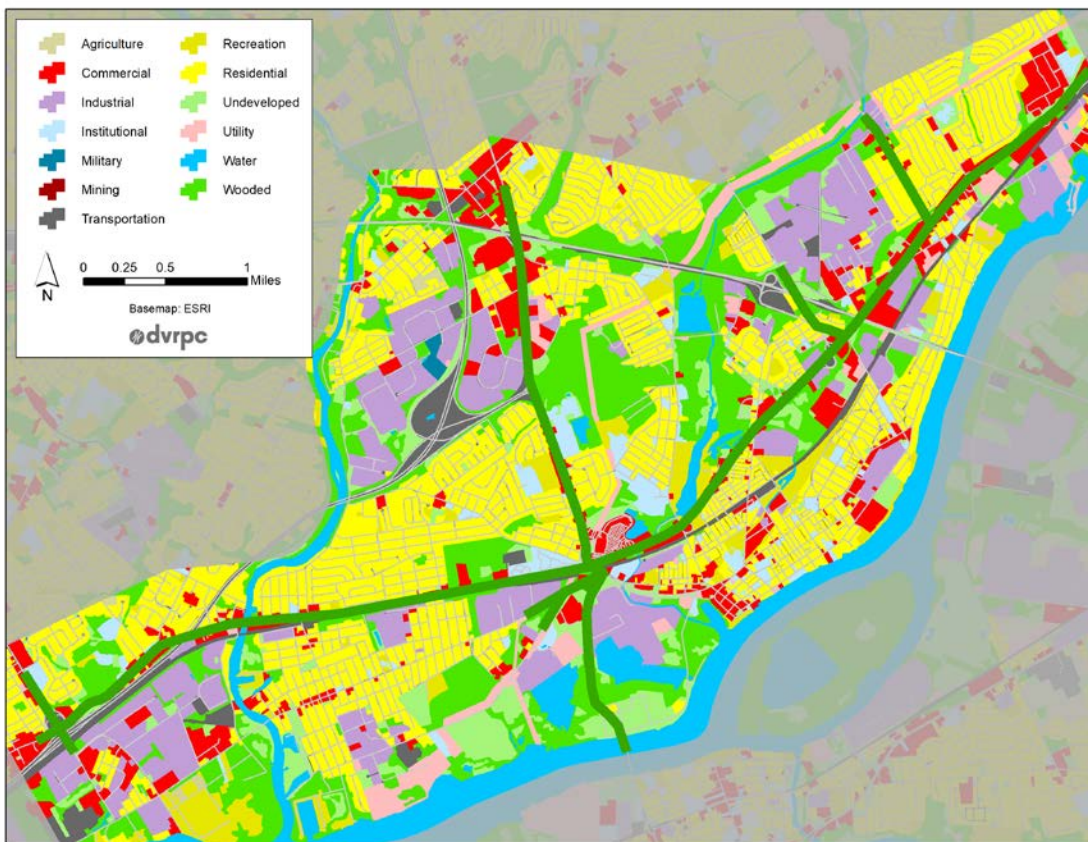 Agriculture
Commercial
Industrial
Institutional
Military
Mining
Transportation
Recreation
Residential
Undeveloped
Utility
Water
Wooded
N
0 0.25 0.5 1
Miles
Basemap: ESRI
dvrpc